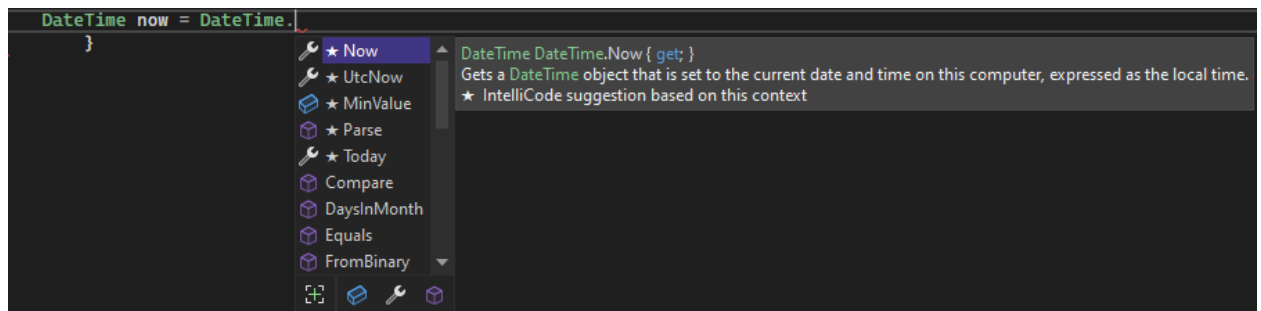 DateTime now = DateTime.
}
★ Now
★ UtcNow
★ MinValue
★ Parse
★ Today
Compare
DaysInMonth
Equals
FromBinary
DateTime DateTime.Now { get; }
Gets a DateTime object that is set to the current date and time on this computer, expressed as the local time.
★ IntelliCode suggestion based on this context